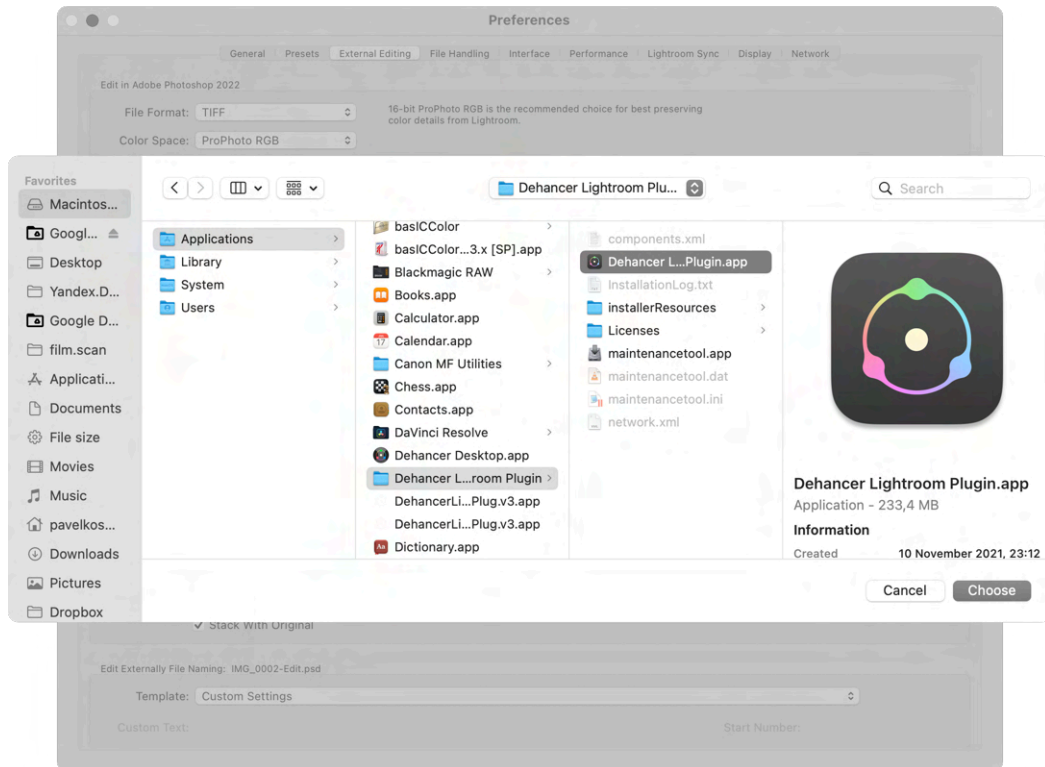 Preferences
General Presets External Editing File Handling Interface Performance Lightroom Sync Display Network
Edit in Adobe Photoshop 2022
File Format: TIFF
16-bit ProPhoto RGB is the recommended choice for best preserving
color details from Lightroom.
Color Space: ProPhoto RGB
Favorites
Macintos...
Googl...
Desktop
Yandex.D...
Google D...
film.scan
Applicati...
Documents
File size
Movies
Music
pavelkos...
Downloads
Pictures
Dropbox
Dehancer Lightroom Plu...
Search
Applications
Library
System
Users
basICColor
basICColor...3.x [SP].app
Blackmagic RAW
Books.app
Calculator.app
Calendar.app
Canon MF Utilities
Chess.app
Contacts.app
DaVinci Resolve
Dehancer Desktop.app
Dehancer L...room Plugin
DehancerLi...Plug.v3.app
DehancerLi...Plug.v3.app
Dictionary.app
components.xml
Dehancer L...Plugin.app
InstallationLog.txt
installerResources
Licenses
maintenancetool.app
maintenancetool.dat
maintenancetool.ini
network.xml
Dehancer Lightroom Plugin.app
Application - 233,4 MB
Information
Created 10 November 2021, 23:12
Cancel Choose
Stack With Original
Edit Externally File Naming: IMG_0002-Edit.psd
Template: Custom Settings
Custom Text: Start Number: